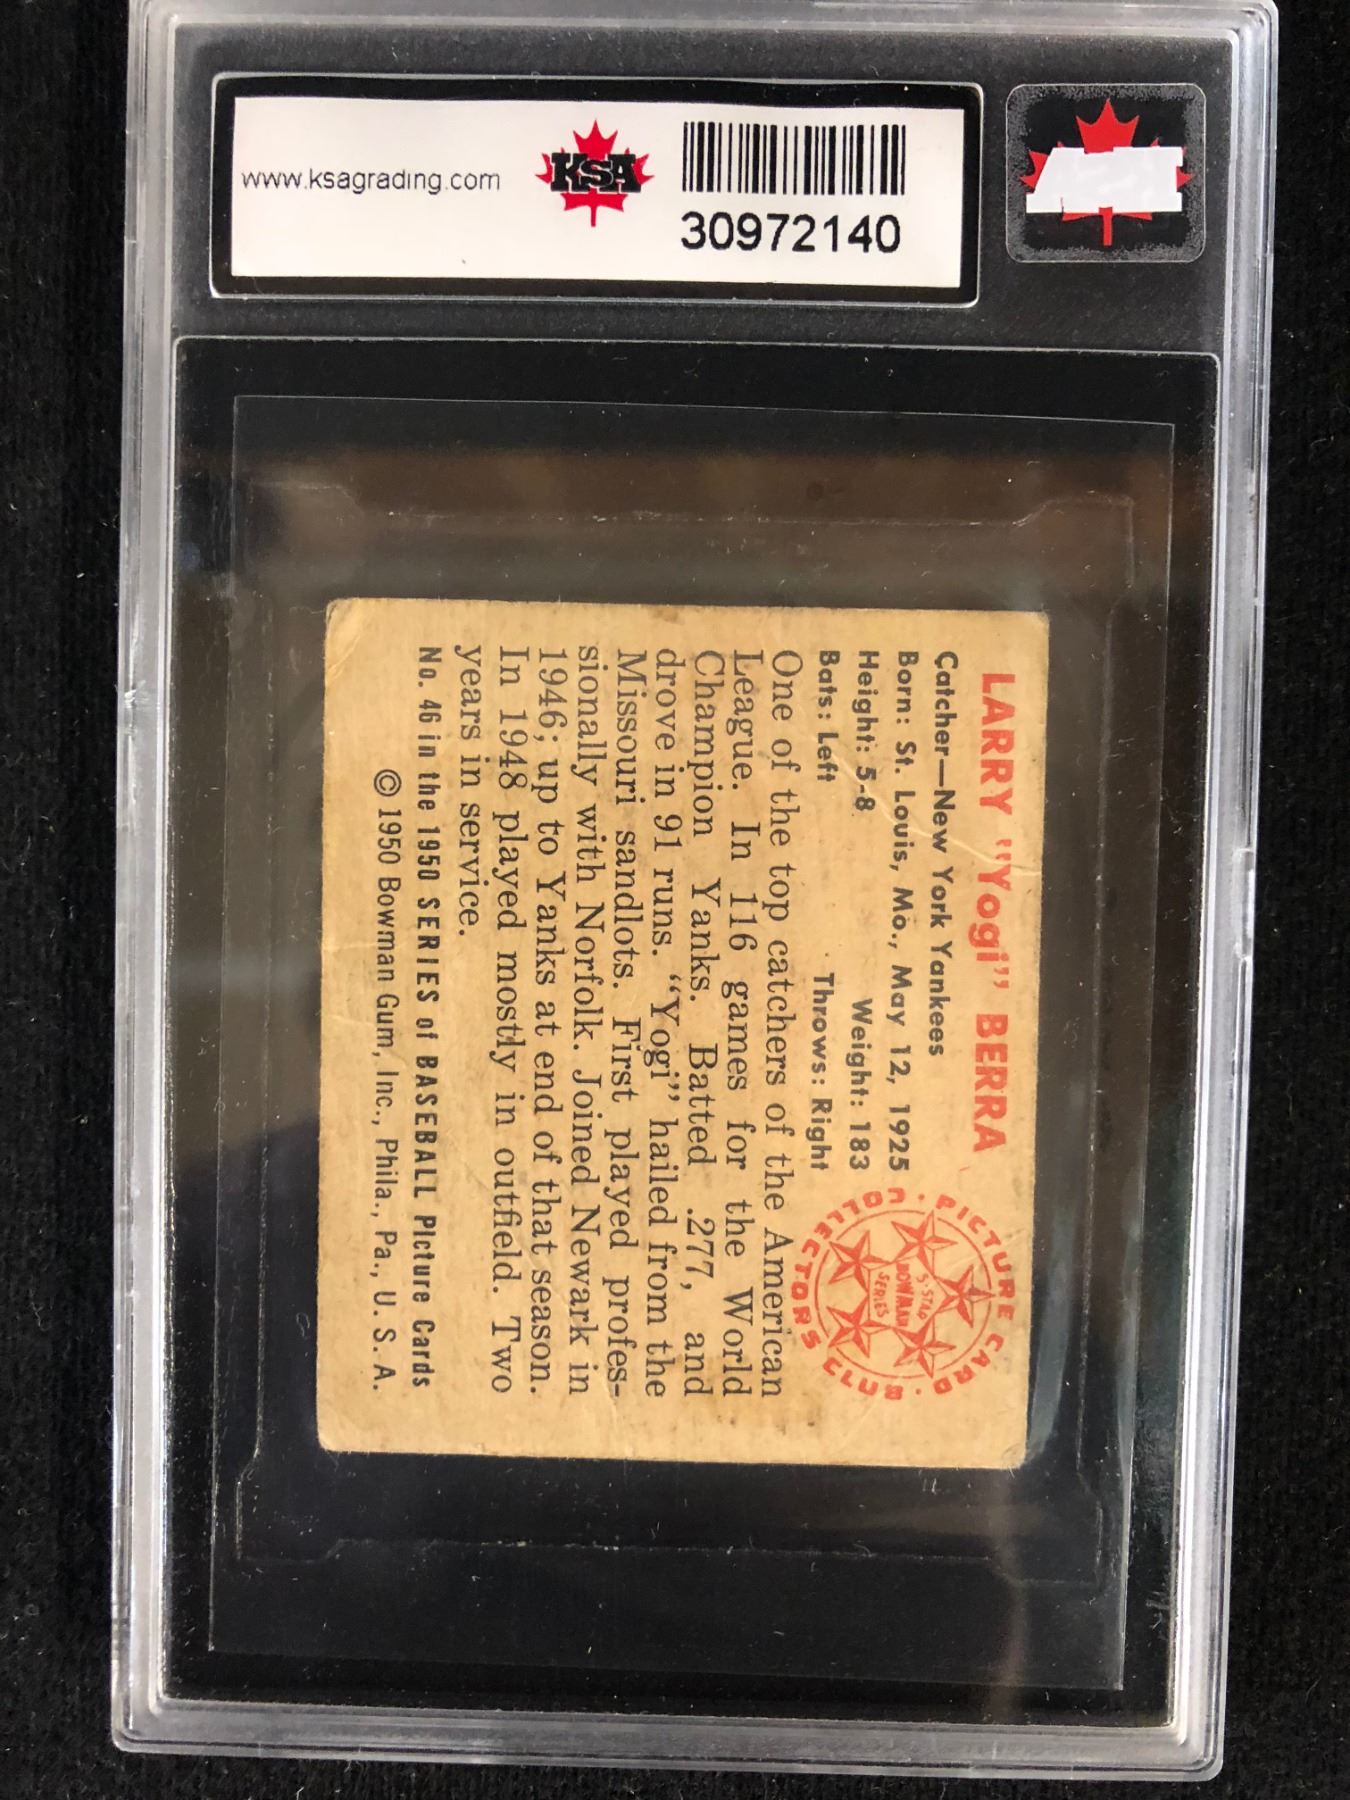 www.ksagrading.com
KSA
30972140
LARRY "Yogi" BERRA
Catcher—New York Yankees
Born: St. Louis, Mo., May 12, 1925
Height: 5-8 Weight: 183
Bats: Left Throws: Right
PICTURE CARD · COLLECTORS CLUB ·
5-STAR
BOWMAN
SERIES
One of the top catchers of the American
League. In 116 games for the World
Champion Yanks. Batted .277, and
drove in 91 runs. "Yogi" hailed from the
Missouri sandlots. First played profes-
sionally with Norfolk. Joined Newark in
1946; up to Yanks at end of that season.
In 1948 played mostly in outfield. Two
years in service.
No. 46 in the 1950 SERIES of BASEBALL Picture Cards
© 1950 Bowman Gum, Inc., Phila., Pa., U. S. A.